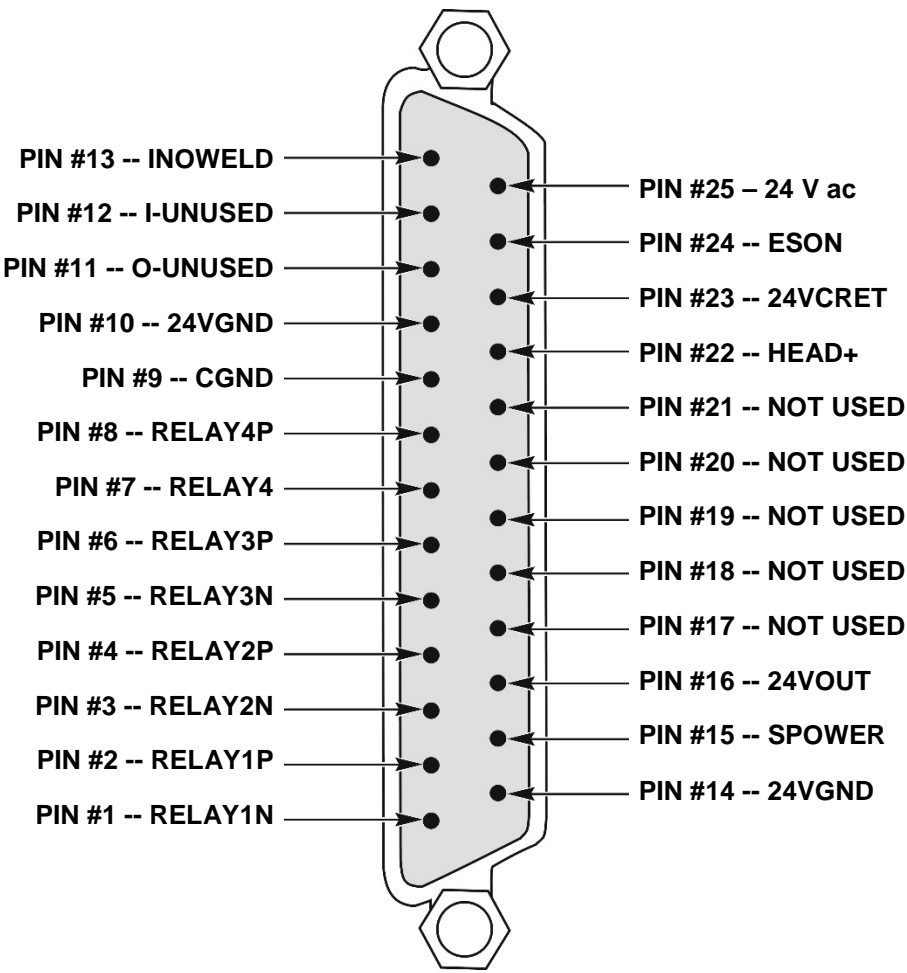 PIN #13 -- INOWELD
PIN #12 -- I-UNUSED
PIN #11 -- O-UNUSED
PIN #10 -- 24VGND
PIN #9 -- CGND
PIN #8 -- RELAY4P
PIN #7 -- RELAY4
PIN #6 -- RELAY3P
PIN #5 -- RELAY3N
PIN #4 -- RELAY2P
PIN #3 -- RELAY2N
PIN #2 -- RELAY1P
PIN #1 -- RELAY1N
PIN #25 – 24 V ac
PIN #24 -- ESON
PIN #23 -- 24VCRET
PIN #22 -- HEAD+
PIN #21 -- NOT USED
PIN #20 -- NOT USED
PIN #19 -- NOT USED
PIN #18 -- NOT USED
PIN #17 -- NOT USED
PIN #16 -- 24VOUT
PIN #15 -- SPOWER
PIN #14 -- 24VGND